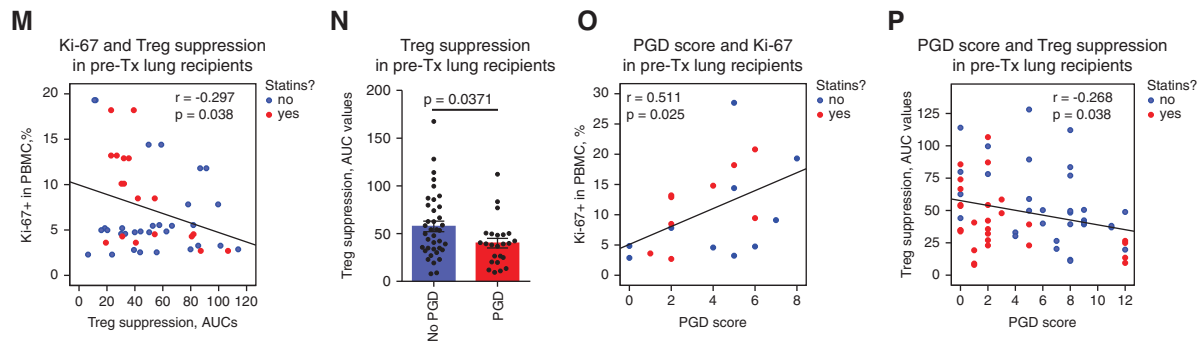 M
Ki-67 and Treg suppression
in pre-Tx lung recipients
Statins?
no
yes
r = -0.297
p = 0.038
Ki-67+ in PBMC,%
20
15
10
5
0
0 20 40 60 80 100 120
Treg suppression, AUCs
N
Treg suppression
in pre-Tx lung recipients
p = 0.0371
Treg suppression, AUC values
200
150
100
50
0
No PGD
PGD
O
PGD score and Ki-67
in pre-Tx lung recipients
Statins?
no
yes
r = 0.511
p = 0.025
Ki-67+ in PBMC, %
30
25
20
15
10
5
0
0 2 4 6 8
PGD score
P
PGD score and Treg suppression
in pre-Tx lung recipients
Statins?
no
yes
r = -0.268
p = 0.038
Treg suppression, AUC values
125
100
75
50
25
0
0 2 4 6 8 10 12
PGD score